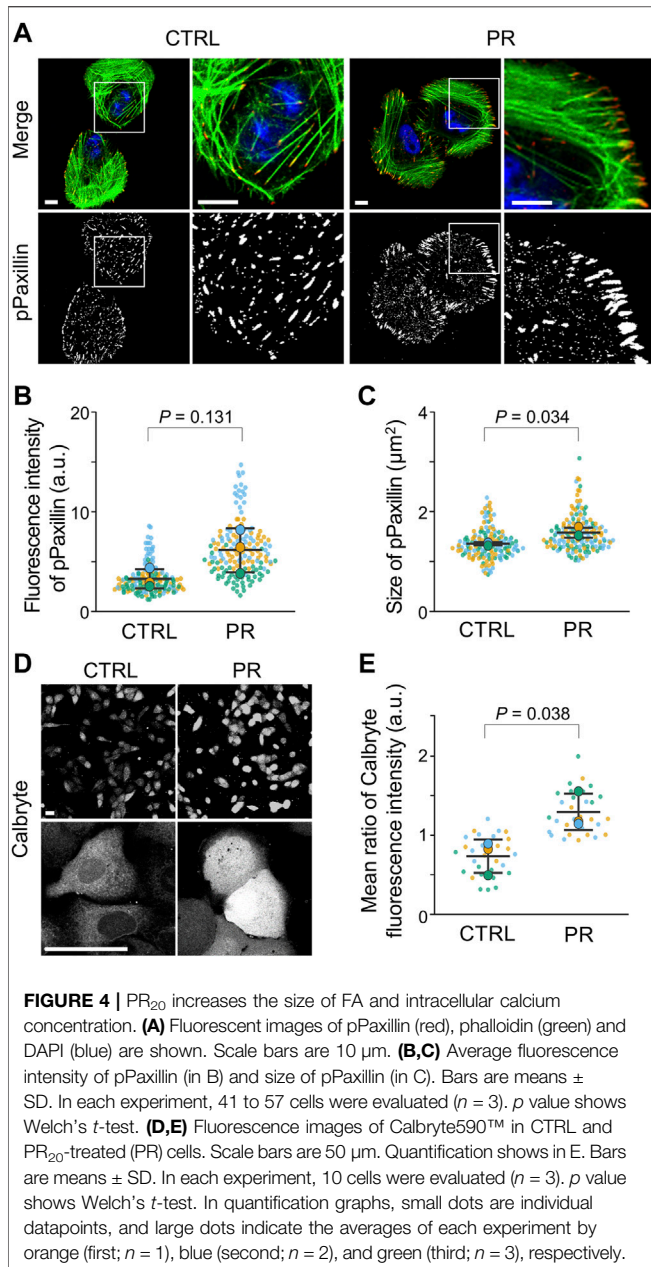 A
CTRL
PR
Merge
pPaxillin
B
Fluorescence intensity
of pPaxillin (a.u.)
20
10
0
P = 0.131
CTRL
PR
C
Size of pPaxillin (µm²)
4
2
0
P = 0.034
CTRL
PR
D
CTRL
PR
Calbryte
E
Mean ratio of Calbryte
fluorescence intensity (a.u.)
2
1
0
P = 0.038
CTRL
PR
FIGURE 4 | PR₂₀ increases the size of FA and intracellular calcium
concentration. (A) Fluorescent images of pPaxillin (red), phalloidin (green) and
DAPI (blue) are shown. Scale bars are 10 µm. (B,C) Average fluorescence
intensity of pPaxillin (in B) and size of pPaxillin (in C). Bars are means ±
SD. In each experiment, 41 to 57 cells were evaluated (n = 3). p value shows
Welch's t-test. (D,E) Fluorescence images of Calbryte590™ in CTRL and
PR₂₀-treated (PR) cells. Scale bars are 50 µm. Quantification shows in E. Bars
are means ± SD. In each experiment, 10 cells were evaluated (n = 3). p value
shows Welch's t-test. In quantification graphs, small dots are individual
datapoints, and large dots indicate the averages of each experiment by
orange (first; n = 1), blue (second; n = 2), and green (third; n = 3), respectively.